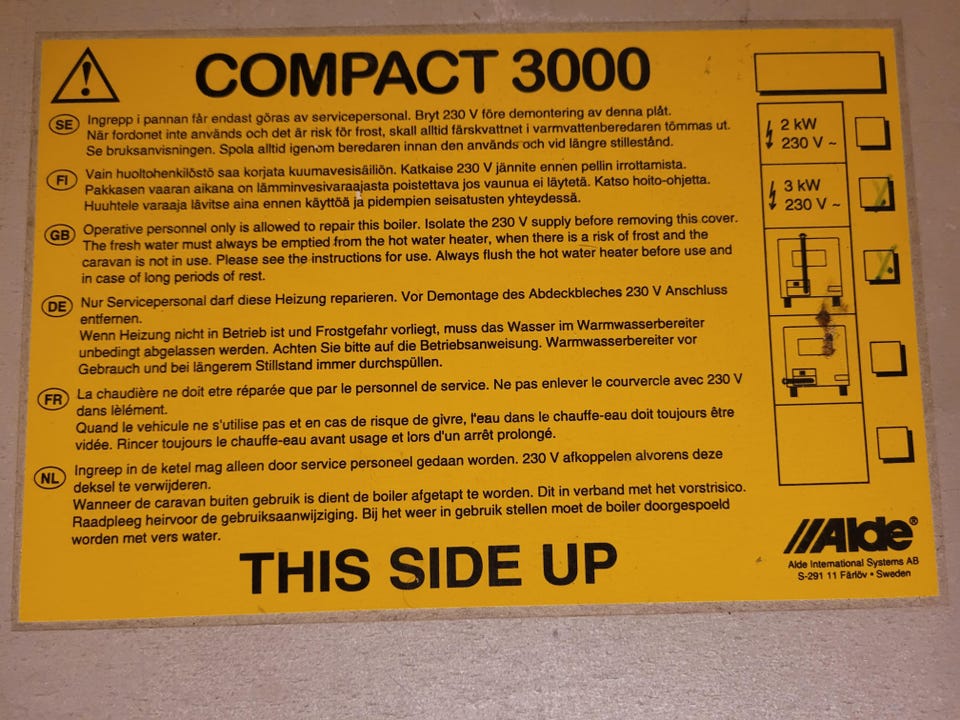 COMPACT 3000
SE
Ingrepp i pannan får endast göras av servicepersonal. Bryt 230 V före demontering av denna plåt.
När fordonet inte används och det är risk för frost, skall alltid färskvattnet i varmvattenberedaren tömmas ut.
Se bruksanvisningen. Spola alltid igenom beredaren innan den används och vid längre stillestånd.
FI
Vain huoltohenkilöstö saa korjata kuumavesisäiliön. Katkaise 230 V jännite ennen pellin irrottamista.
Pakkasen vaaran aikana on lämminvesivaraajasta poistettava jos vaunua ei läytetä. Katso hoito-ohjetta.
Huuhtele varaaja lävitse aina ennen käyttöä ja pidempien seisatusten yhteydessä.
GB
Operative personnel only is allowed to repair this boiler. Isolate the 230 V supply before removing this cover.
The fresh water must always be emptied from the hot water heater, when there is a risk of frost and the
caravan is not in use. Please see the instructions for use. Always flush the hot water heater before use and
in case of long periods of rest.
DE
Nur Servicepersonal darf diese Heizung reparieren. Vor Demontage des Abdeckbleches 230 V Anschluss
entfernen.
Wenn Heizung nicht in Betrieb ist und Frostgefahr vorliegt, muss das Wasser im Warmwasserbereiter
unbedingt abgelassen werden. Achten Sie bitte auf die Betriebsanweisung. Warmwasserbereiter vor
Gebrauch und bei längerem Stillstand immer durchspüllen.
FR
La chaudière ne doit etre réparée que par le personnel de service. Ne pas enlever le courvercle avec 230 V
dans lèlément.
Quand le vehicule ne s'utilise pas et en cas de risque de givre, l'eau dans le chauffe-eau doit toujours être
vidée. Rincer toujours le chauffe-eau avant usage et lors d'un arrêt prolongé.
NL
Ingreep in de ketel mag alleen door service personeel gedaan worden. 230 V afkoppelen alvorens deze
deksel te verwijderen.
Wanneer de caravan buiten gebruik is dient de boiler afgetapt te worden. Dit in verband met het vorstrisico.
Raadpleeg heirvoor de gebruiksaanwijziging. Bij het weer in gebruik stellen moet de boiler doorgespoeld
worden met vers water.
THIS SIDE UP
2 kW
230 V ~
3 kW
230 V ~
Alde®
Alde International Systems AB
S-291 11 Färlöv • Sweden